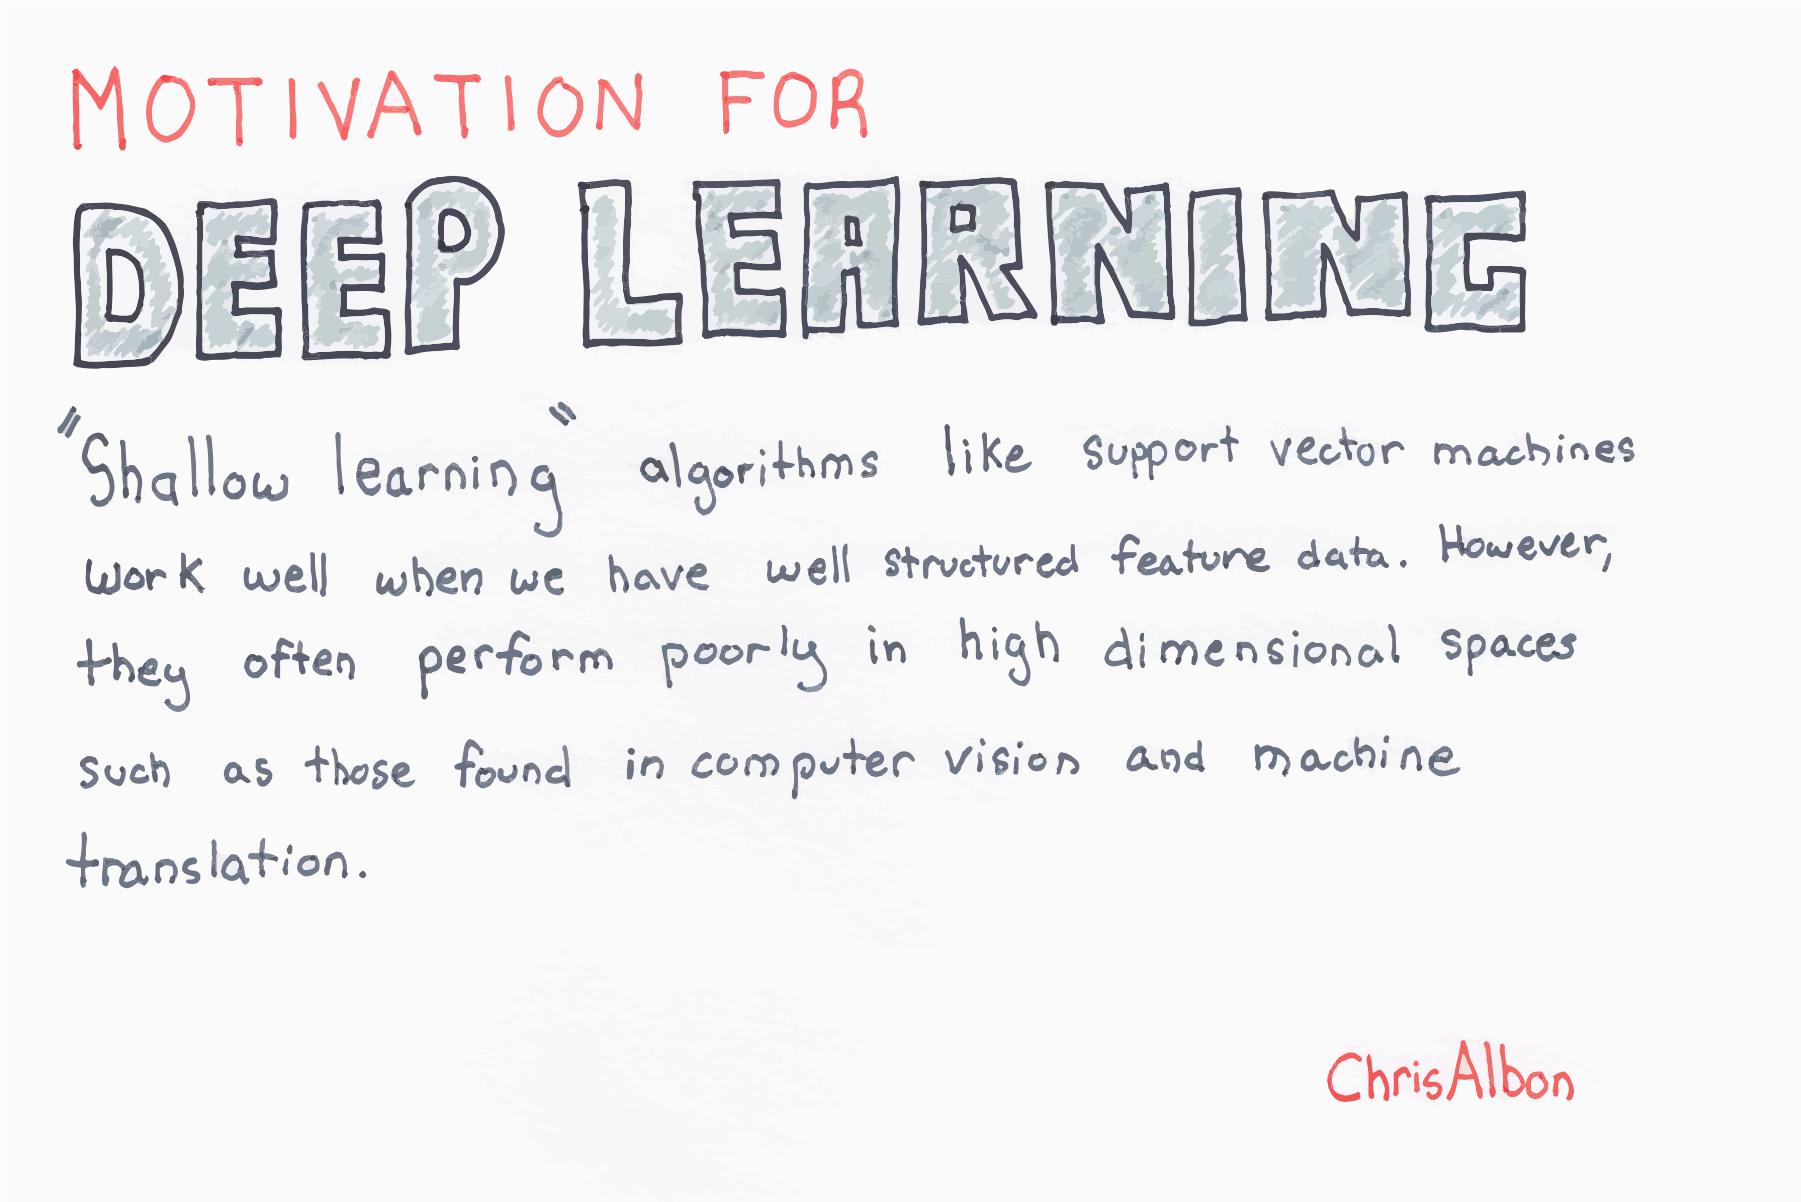 MOTIVATION FOR
DEEP LEARNING
"Shallow learning" algorithms like support vector machines
work well when we have well structured feature data. However,
they often perform poorly in high dimensional spaces
such as those found in computer vision and machine
translation.
ChrisAlbon